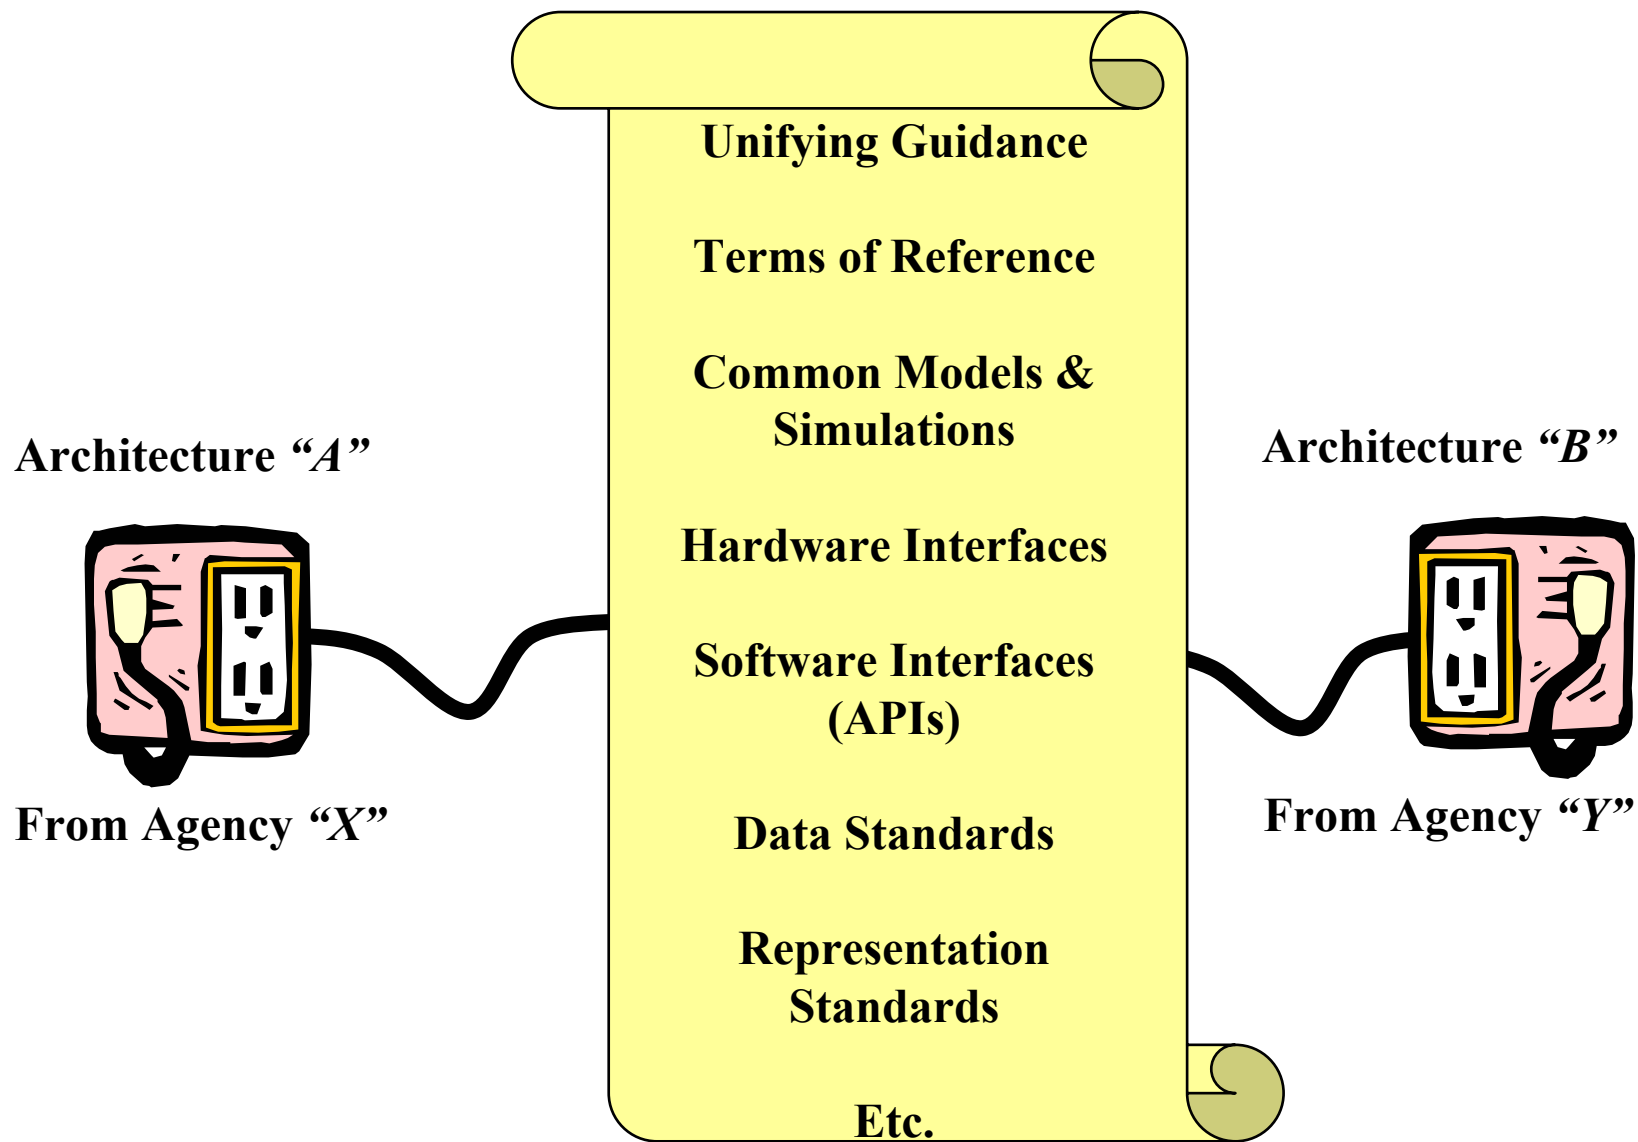 Unifying Guidance
Terms of Reference
Common Models &
Simulations
Hardware Interfaces
Software Interfaces
(APIs)
Data Standards
Representation
Standards
Etc.
Architecture “A”
From Agency “X”
Architecture “B”
From Agency “Y”